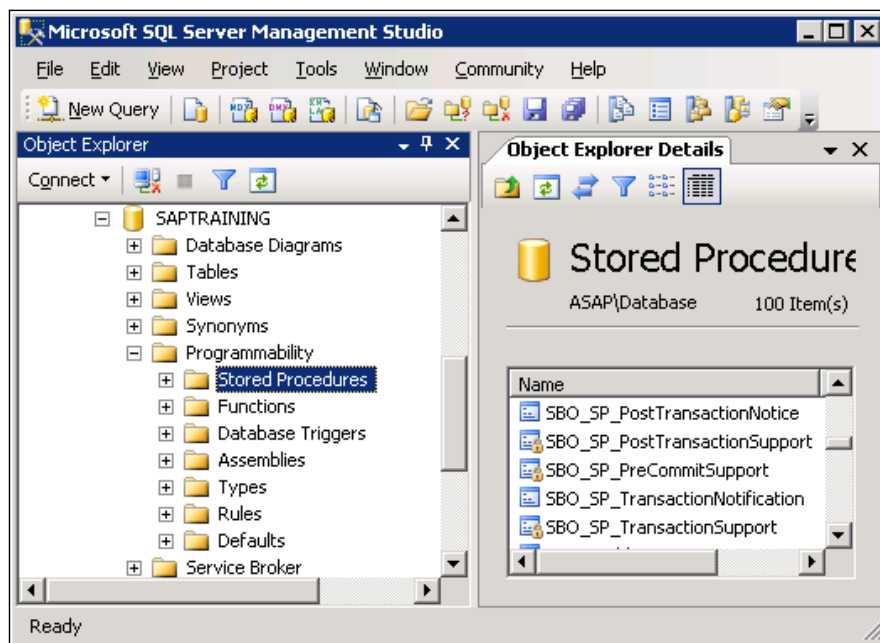 Microsoft SQL Server Management Studio
File Edit View Project Tools Window Community Help
New Query
Object Explorer
Connect
SAPTRAINING
Database Diagrams
Tables
Views
Synonyms
Programmability
Stored Procedures
Functions
Database Triggers
Assemblies
Types
Rules
Defaults
Service Broker
Object Explorer Details
Stored Procedure
ASAP\Database 100 Item(s)
Name
SBO_SP_PostTransactionNotice
SBO_SP_PostTransactionSupport
SBO_SP_PreCommitSupport
SBO_SP_TransactionNotification
SBO_SP_TransactionSupport
Ready